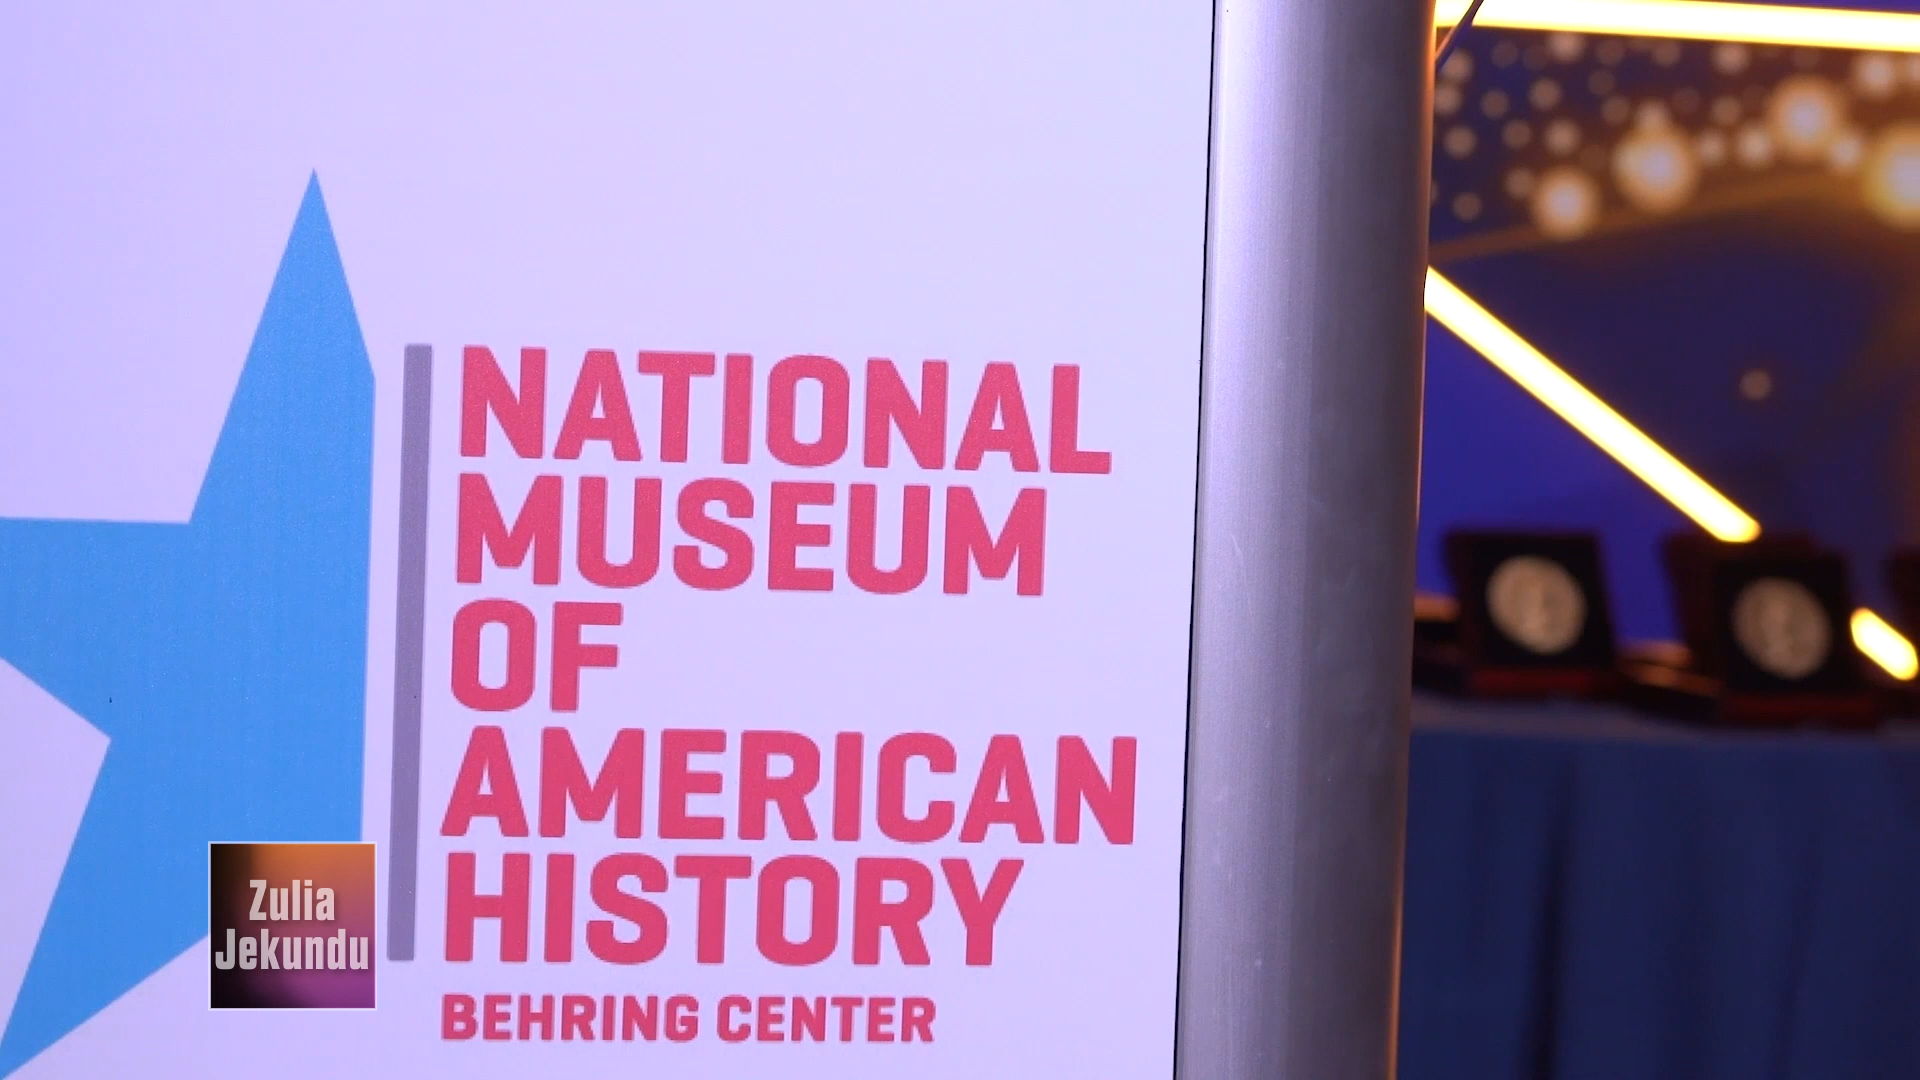 NATIONAL
MUSEUM
OF
AMERICAN
HISTORY
BEHRING CENTER
Zulia
Jekundu